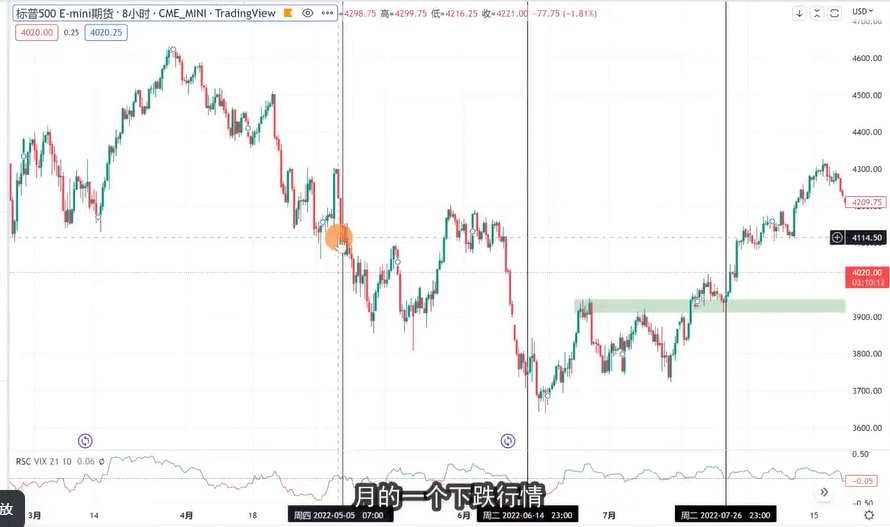 标普500 E-mini期货 · 8小时 · CME_MINI · TradingView
=4298.75 高=4299.75 低=4216.25 收=4221.00 −77.75 (−1.81%)
USD
4020.00 0.25 4020.25
4700.00
4600.00
4500.00
4400.00
4300.00
4209.75
4114.50
4020.00
03:10:12
3900.00
3800.00
3700.00
3600.00
RSC VIX 21 10 0.06 Ø
0.50
−0.05
−0.50
放
月的一个下跌行情
3月 14 4月 18 周四 2022-05-05 07:00 6月 周二 2022-06-14 23:00 7月 周二 2022-07-26 23:00 15